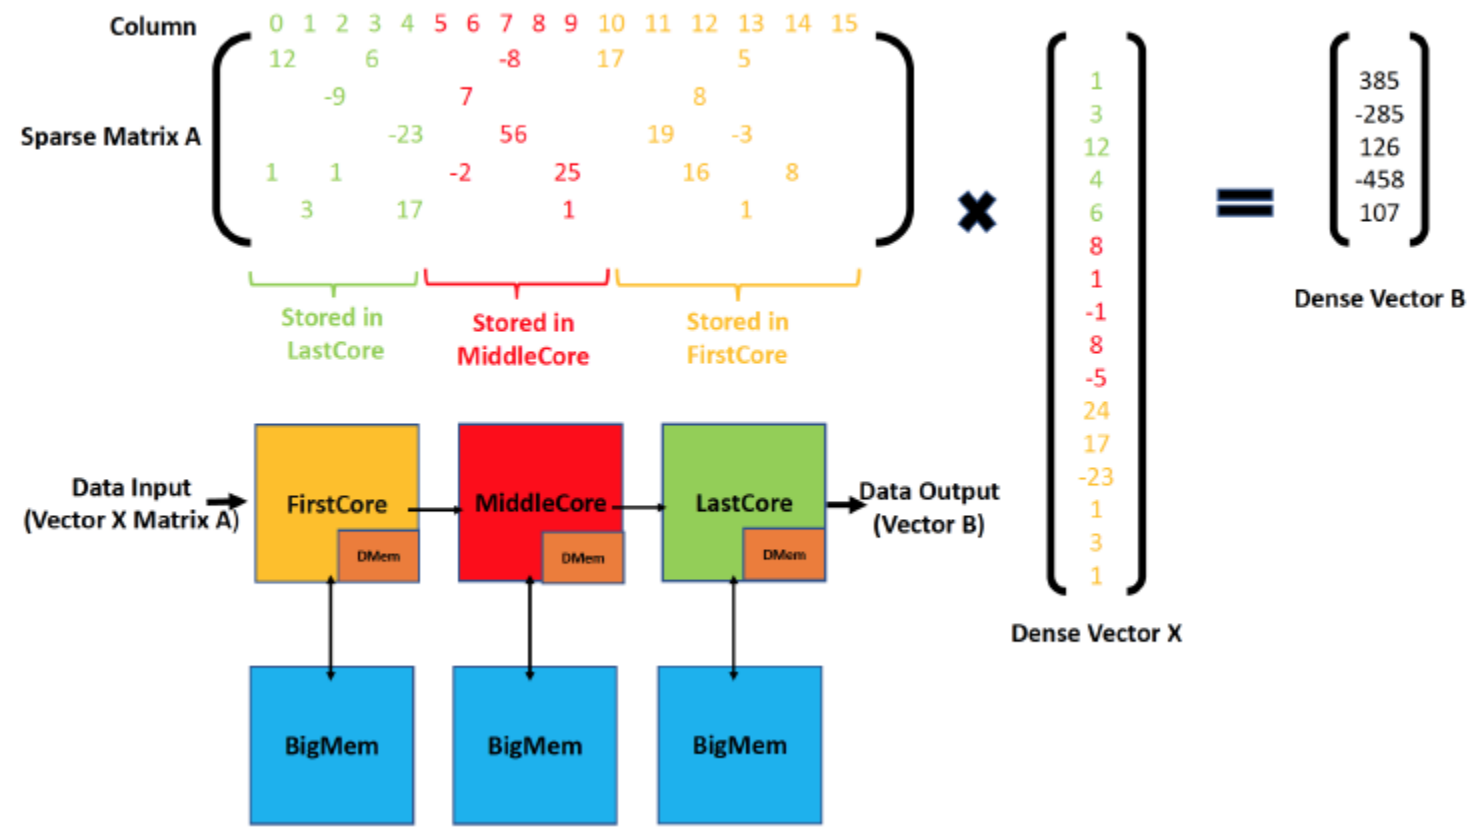 Column 0 1 2 3 4 5 6 7 8 9 10 11 12 13 14 15
12 6 -8 17 5
-9 7 8
Sparse Matrix A -23 56 19 -3
1 1 -2 25 16 8
3 17 1 1
Stored in
LastCore
Stored in
MiddleCore
Stored in
FirstCore
1
3
12
4
6
8
1
-1
8
-5
24
17
-23
1
3
1
Dense Vector X
385
-285
126
-458
107
Dense Vector B
Data Input
(Vector X Matrix A)
FirstCore
DMem
MiddleCore
DMem
LastCore
DMem
Data Output
(Vector B)
BigMem
BigMem
BigMem